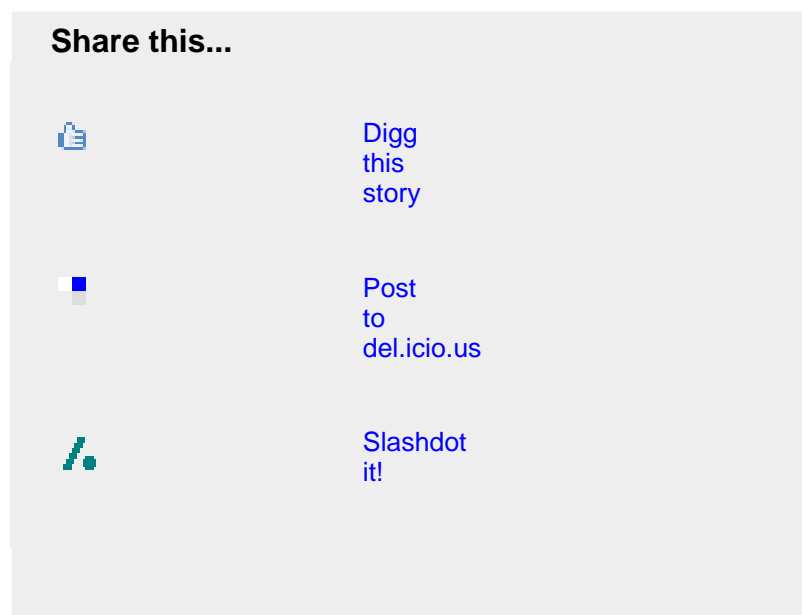 Share this...
Digg
this
story
Post
to
del.icio.us
Slashdot
it!